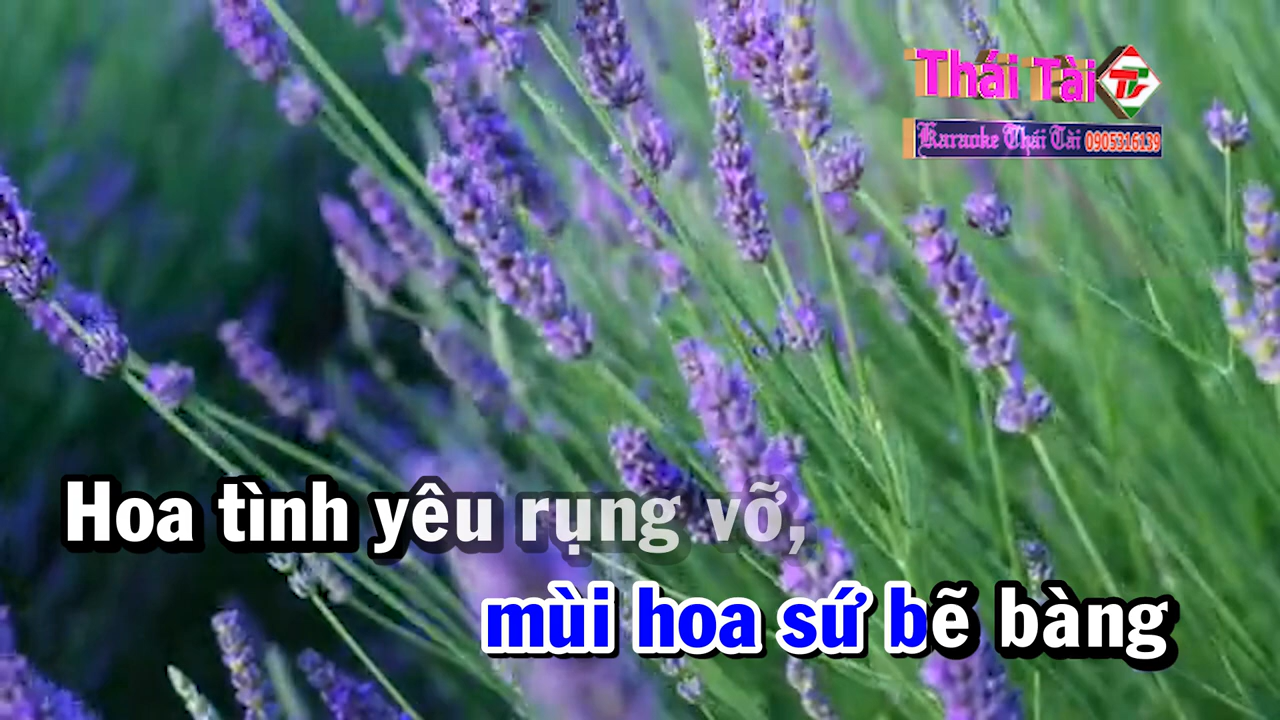 Thái Tài
Karaoke Thái Tài 0905316139
Hoa tình yêu rụng vỡ,
mùi hoa sứ bẽ bàng